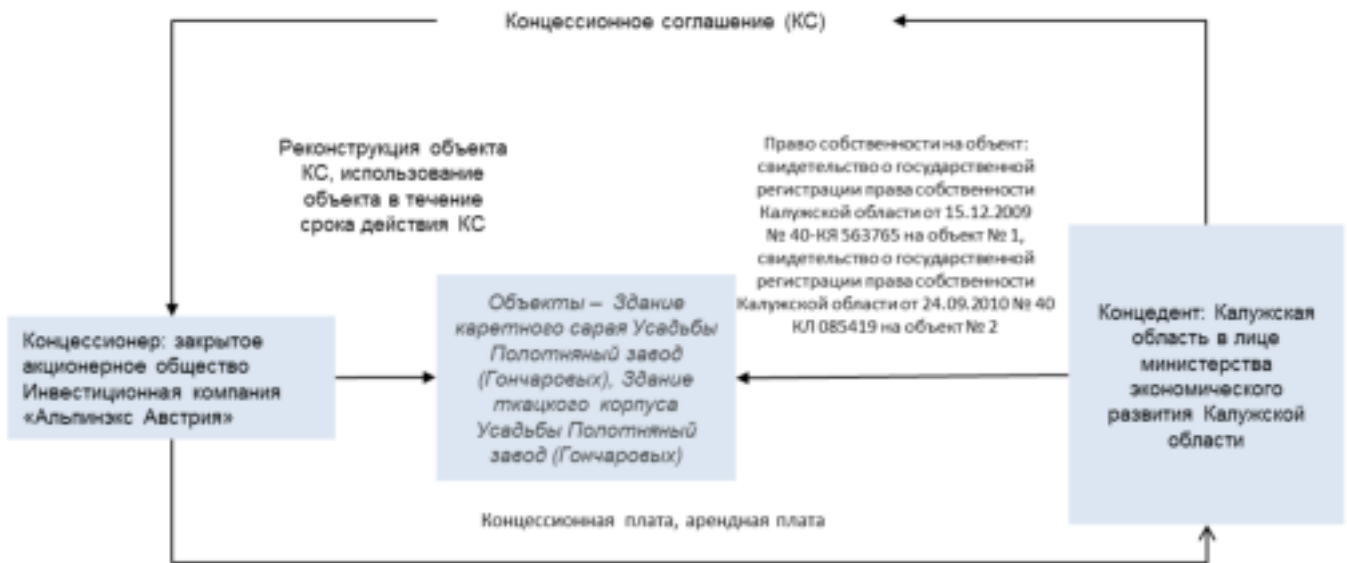 Концессионное соглашение (КС)
Реконструкция объекта
КС, использование
объекта в течение
срока действия КС
Право собственности на объект:
свидетельство о государственной
регистрации права собственности
Калужской области от 15.12.2009
№ 40-КЯ 563765 на объект № 1,
свидетельство о государственной
регистрации права собственности
Калужской области от 24.09.2010 № 40
КЛ 085419 на объект № 2
Концессионер: закрытое
акционерное общество
Инвестиционная компания
«Альпинэкс Австрия»
Объекты – Здание
каретного сарая Усадьбы
Полотняный завод
(Гончаровых), Здание
ткацкого корпуса
Усадьбы Полотняный
завод (Гончаровых)
Концедент: Калужская
область в лице
министерства
экономического
развития Калужской
области
Концессионная плата, арендная плата